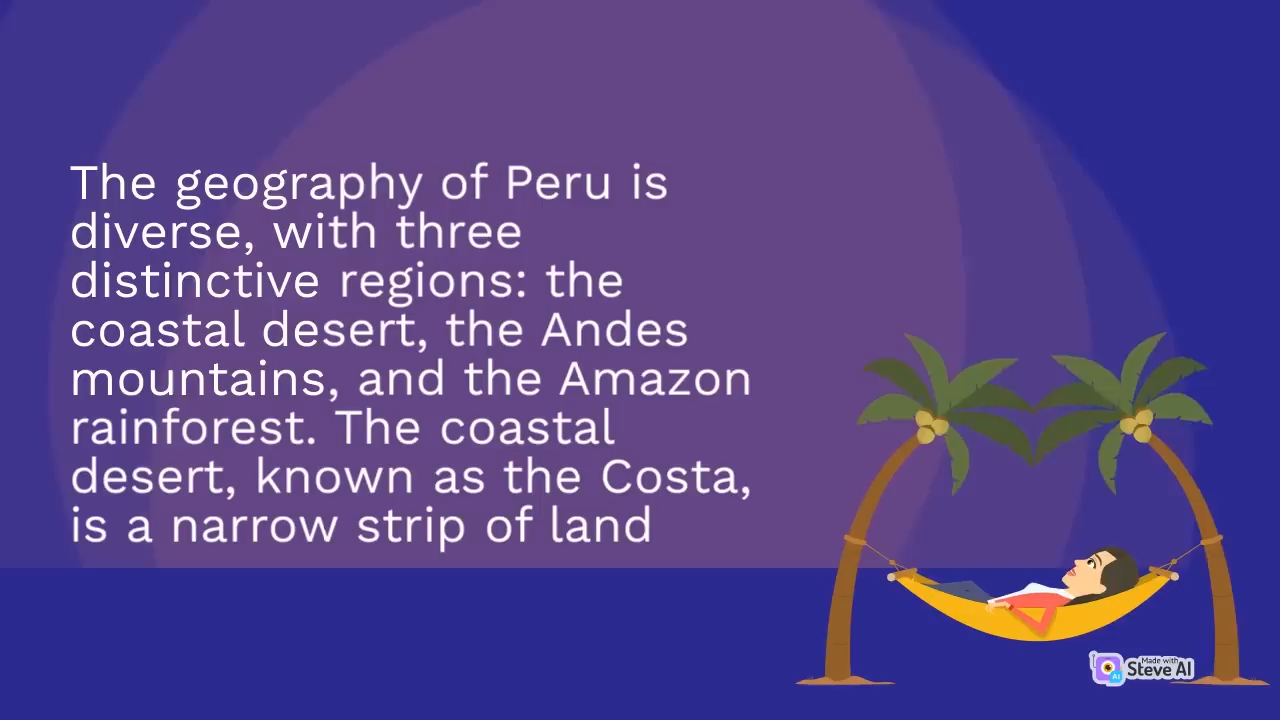 The geography of Peru is
diverse, with three
distinctive regions: the
coastal desert, the Andes
mountains, and the Amazon
rainforest. The coastal
desert, known as the Costa,
is a narrow strip of land
Made with
Steve AI
AI